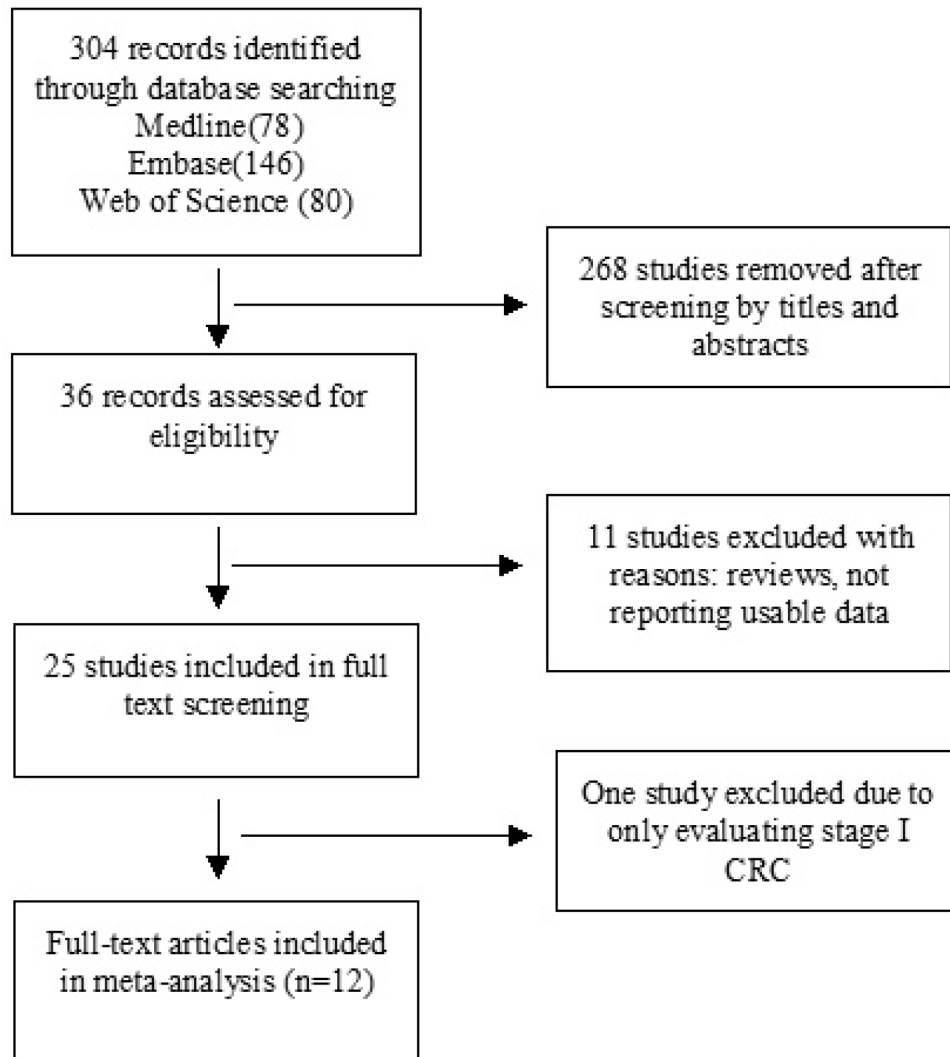 304 records identified
through database searching
Medline(78)
Embase(146)
Web of Science (80)
268 studies removed after
screening by titles and
abstracts
36 records assessed for
eligibility
11 studies excluded with
reasons: reviews, not
reporting usable data
25 studies included in full
text screening
One study excluded due to
only evaluating stage I
CRC
Full-text articles included
in meta-analysis (n=12)